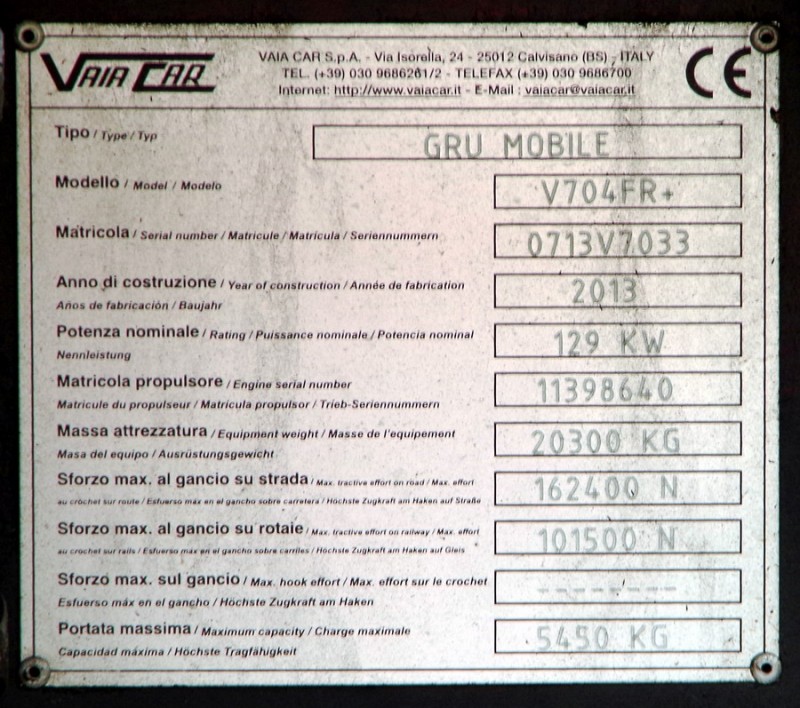 VAIA CAR
VAIA CAR S.p.A. - Via Isorella, 24 - 25012 Calvisano (BS) - ITALY
TEL. (+39) 030 9686261/2 - TELEFAX (+39) 030 9686700
Internet: http://www.vaiacar.it - E-Mail : vaiacar@vaiacar.it
CE
Tipo / Type / Typ
GRU MOBILE
Modello / Model / Modelo
V704FR+
Matricola / Serial number / Matricule / Matricula / Seriennummern
0713V7033
Anno di costruzione / Year of construction / Année de fabrication
Años de fabricación / Baujahr
2013
Potenza nominale / Rating / Puissance nominale / Potencia nominal
Nennleistung
129 KW
Matricola propulsore / Engine serial number
Matricule du propulseur / Matricula propulsor / Trieb-Seriennummern
11398640
Massa attrezzatura / Equipment weight / Masse de l'equipement
Masa del equipo / Ausrüstungsgewicht
20300 KG
Sforzo max. al gancio su strada / Max. tractive effort on road / Max. effort
au crochet sur route / Esfuerso máx en el gancho sobre carretera / Höchste Zugkraft am Haken auf Straße
162400 N
Sforzo max. al gancio su rotaie / Max. tractive effort on railway / Max. effort
au crochet sur rails / Esfuerso máx en el gancho sobre carriles / Höchste Zugkraft am Haken auf Gleis
101500 N
Sforzo max. sul gancio / Max. hook effort / Max. effort sur le crochet
Esfuerso máx en el gancho / Höchste Zugkraft am Haken
--------
Portata massima / Maximum capacity / Charge maximale
Capacidad máxima / Höchste Tragfäfugkeit
5450 KG